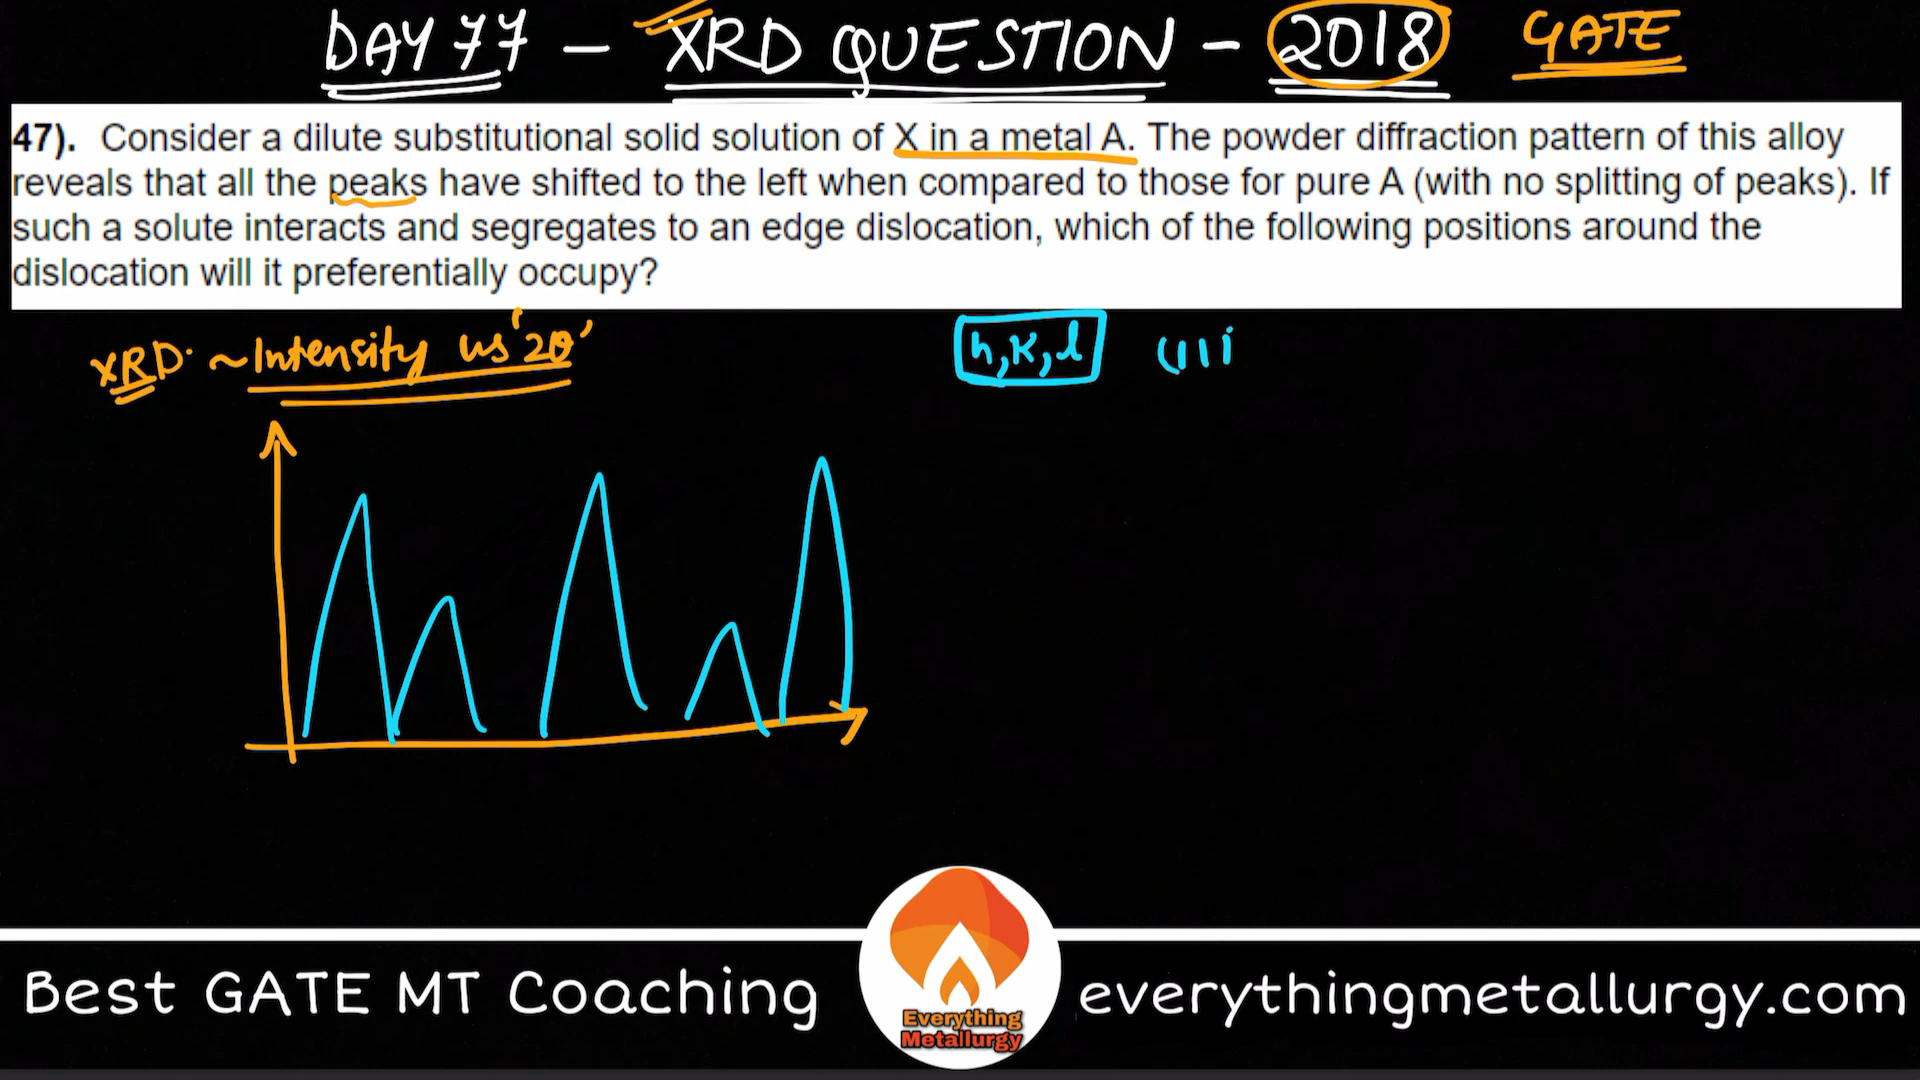 DAY 77 – XRD QUESTION - 2018 GATE
47). Consider a dilute substitutional solid solution of X in a metal A. The powder diffraction pattern of this alloy
reveals that all the peaks have shifted to the left when compared to those for pure A (with no splitting of peaks). If
such a solute interacts and segregates to an edge dislocation, which of the following positions around the
dislocation will it preferentially occupy?
XRD. ~Intensity vs '2θ'
h,k,l (111
Best GATE MT Coaching
Everything
Metallurgy
everythingmetallurgy.com